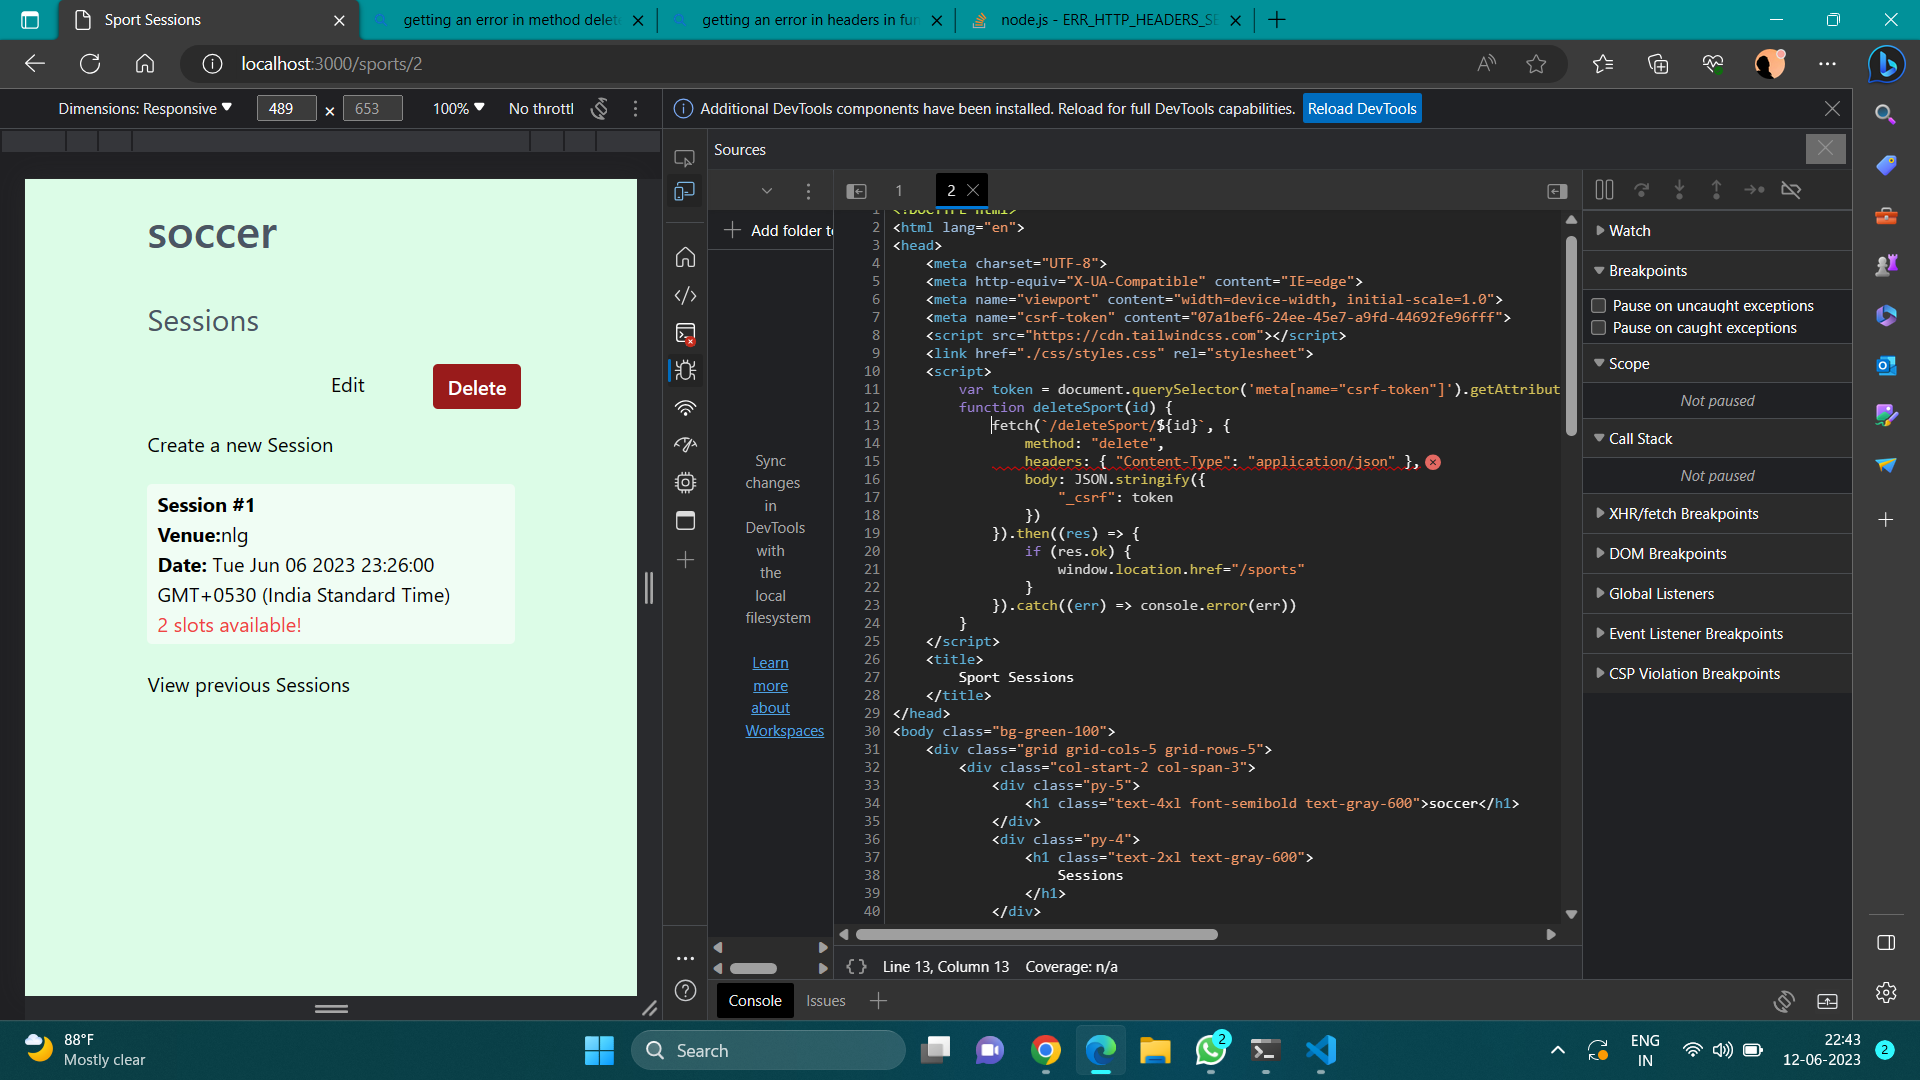 Sport Sessions
getting an error in method delet
getting an error in headers in fun
node.js - ERR_HTTP_HEADERS_SE
localhost:3000/sports/2
Dimensions: Responsive
489
×
653
100%
No throttl
Additional DevTools components have been installed. Reload for full DevTools capabilities.
Reload DevTools
Sources
1
2
Add folder to
Sync changes in DevTools with the local filesystem
Learn more about Workspaces
1 <!DOCTYPE html>
2 <html lang="en">
3 <head>
4 <meta charset="UTF-8">
5 <meta http-equiv="X-UA-Compatible" content="IE=edge">
6 <meta name="viewport" content="width=device-width, initial-scale=1.0">
7 <meta name="csrf-token" content="07a1bef6-24ee-45e7-a9fd-44692fe96fff">
8 <script src="https://cdn.tailwindcss.com"></script>
9 <link href="./css/styles.css" rel="stylesheet">
10 <script>
11 var token = document.querySelector('meta[name="csrf-token"]').getAttribut
12 function deleteSport(id) {
13 fetch(`/deleteSport/${id}`, {
14 method: "delete",
15 headers: { "Content-Type": "application/json" },
16 body: JSON.stringify({
17 "_csrf": token
18 })
19 }).then((res) => {
20 if (res.ok) {
21 window.location.href="/sports"
22 }
23 }).catch((err) => console.error(err))
24 }
25 </script>
26 <title>
27 Sport Sessions
28 </title>
29 </head>
30 <body class="bg-green-100">
31 <div class="grid grid-cols-5 grid-rows-5">
32 <div class="col-start-2 col-span-3">
33 <div class="py-5">
34 <h1 class="text-4xl font-semibold text-gray-600">soccer</h1>
35 </div>
36 <div class="py-4">
37 <h1 class="text-2xl text-gray-600">
38 Sessions
39 </h1>
40 </div>
{} Line 13, Column 13 Coverage: n/a
Watch
Breakpoints
Pause on uncaught exceptions
Pause on caught exceptions
Scope
Not paused
Call Stack
Not paused
XHR/fetch Breakpoints
DOM Breakpoints
Global Listeners
Event Listener Breakpoints
CSP Violation Breakpoints
Console
Issues
soccer
Sessions
Edit
Delete
Create a new Session
Session #1
Venue:nlg
Date: Tue Jun 06 2023 23:26:00
GMT+0530 (India Standard Time)
2 slots available!
View previous Sessions
88°F
Mostly clear
Search
2
ENG
IN
22:43
12-06-2023
2